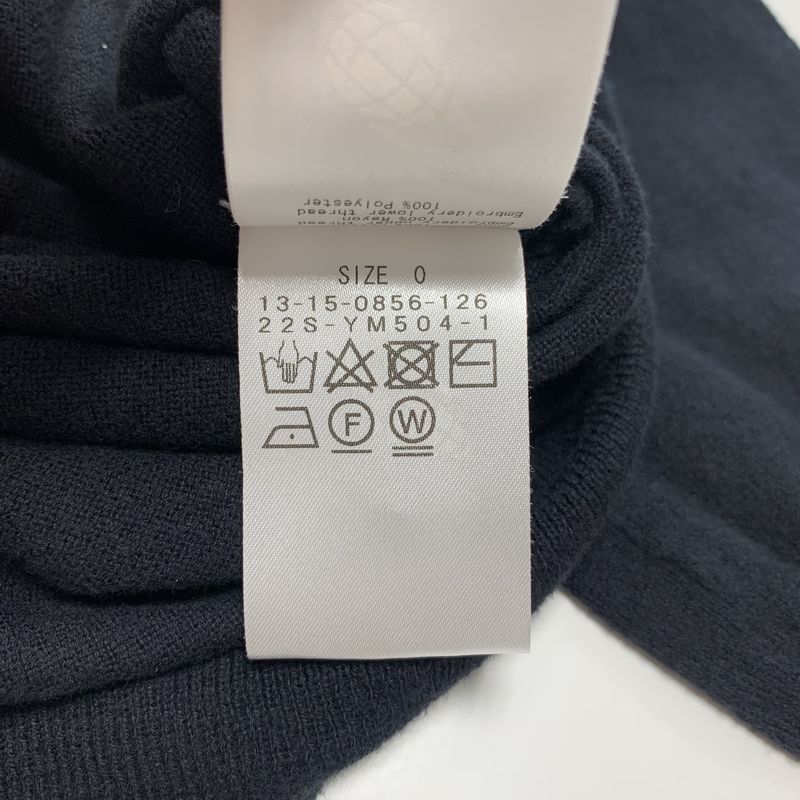 100% Rayon
Embroidery lower thread
100% Polyester
SIZE 0
13-15-0856-126
22S-YM504-1
F W